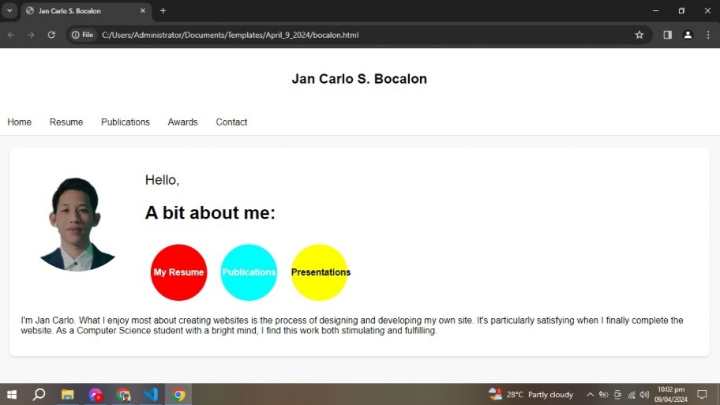 Jan Carlo S. Bocalon
File C:/Users/Administrator/Documents/Templates/April_9_2024/bocalon.html
Jan Carlo S. Bocalon
Home Resume Publications Awards Contact
Hello,
A bit about me:
My Resume Publications Presentations
I'm Jan Carlo. What I enjoy most about creating websites is the process of designing and developing my own site. It's particularly satisfying when I finally complete the
website. As a Computer Science student with a bright mind, I find this work both stimulating and fulfilling.
28°C Partly cloudy
10:02 pm
09/04/2024